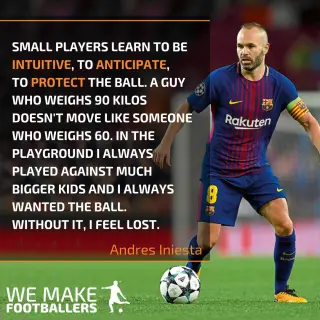 SMALL PLAYERS LEARN TO BE
INTUITIVE, TO ANTICIPATE,
TO PROTECT THE BALL. A GUY
WHO WEIGHS 90 KILOS
DOESN'T MOVE LIKE SOMEONE
WHO WEIGHS 60. IN THE
PLAYGROUND I ALWAYS
PLAYED AGAINST MUCH
BIGGER KIDS AND I ALWAYS
WANTED THE BALL.
WITHOUT IT, I FEEL LOST.
Andres Iniesta
Rakuten
8
WE MAKE
FOOTBALLERS